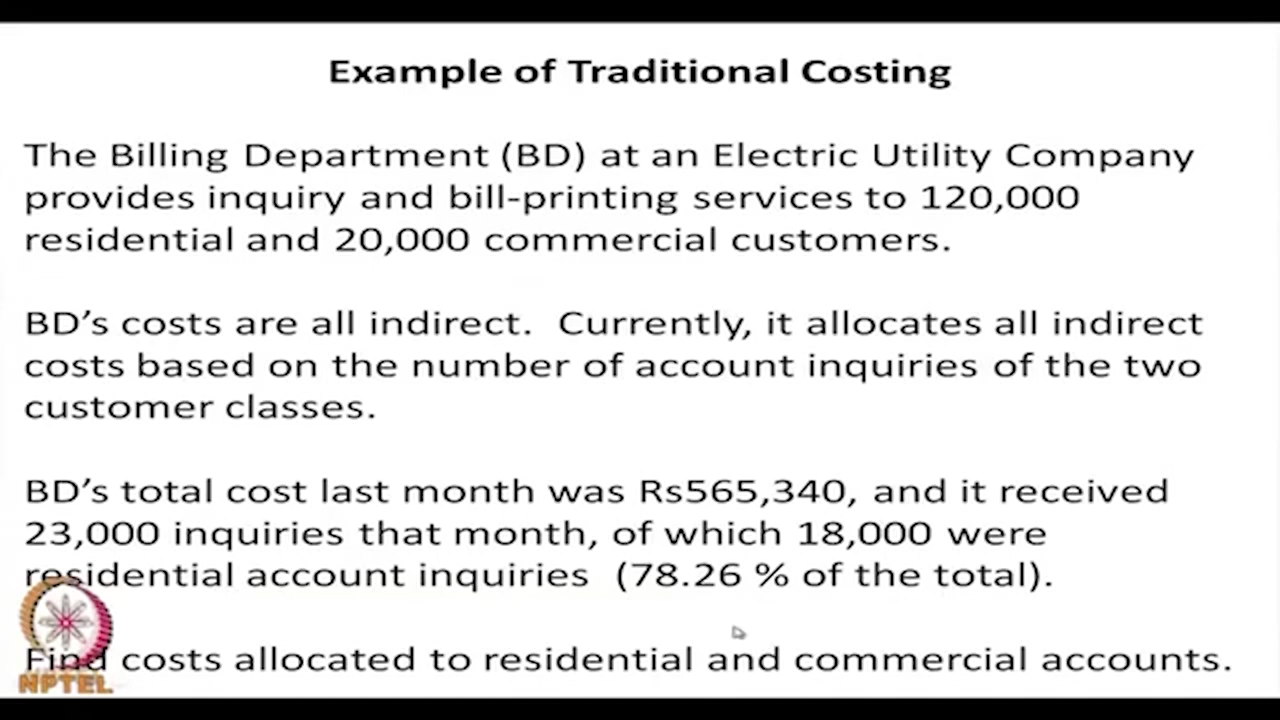 Example of Traditional Costing
The Billing Department (BD) at an Electric Utility Company
provides inquiry and bill-printing services to 120,000
residential and 20,000 commercial customers.
BD’s costs are all indirect.  Currently, it allocates all indirect
costs based on the number of account inquiries of the two
customer classes.
BD’s total cost last month was Rs565,340, and it received
23,000 inquiries that month, of which 18,000 were
residential account inquiries  (78.26 % of the total).
Find costs allocated to residential and commercial accounts.
NPTEL